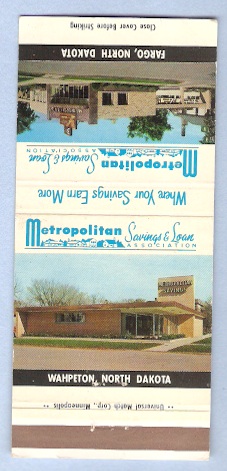 Close Cover Before Striking
FARGO, NORTH DAKOTA
Metropolitan Savings & Loan
ASSOCIATION
Where Your Savings Earn More
Metropolitan Savings & Loan
ASSOCIATION
WAHPETON, NORTH DAKOTA
•• Universal Match Corp., Minneapolis ••